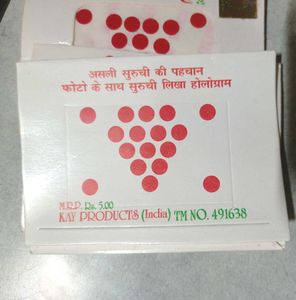 असली सुरुची की पहचान
फोटो के साथ सुरुची लिखा होलोग्राम
M.R.P. Rs. 5.00
KAY PRODUCTS (India) TM NO. 491638